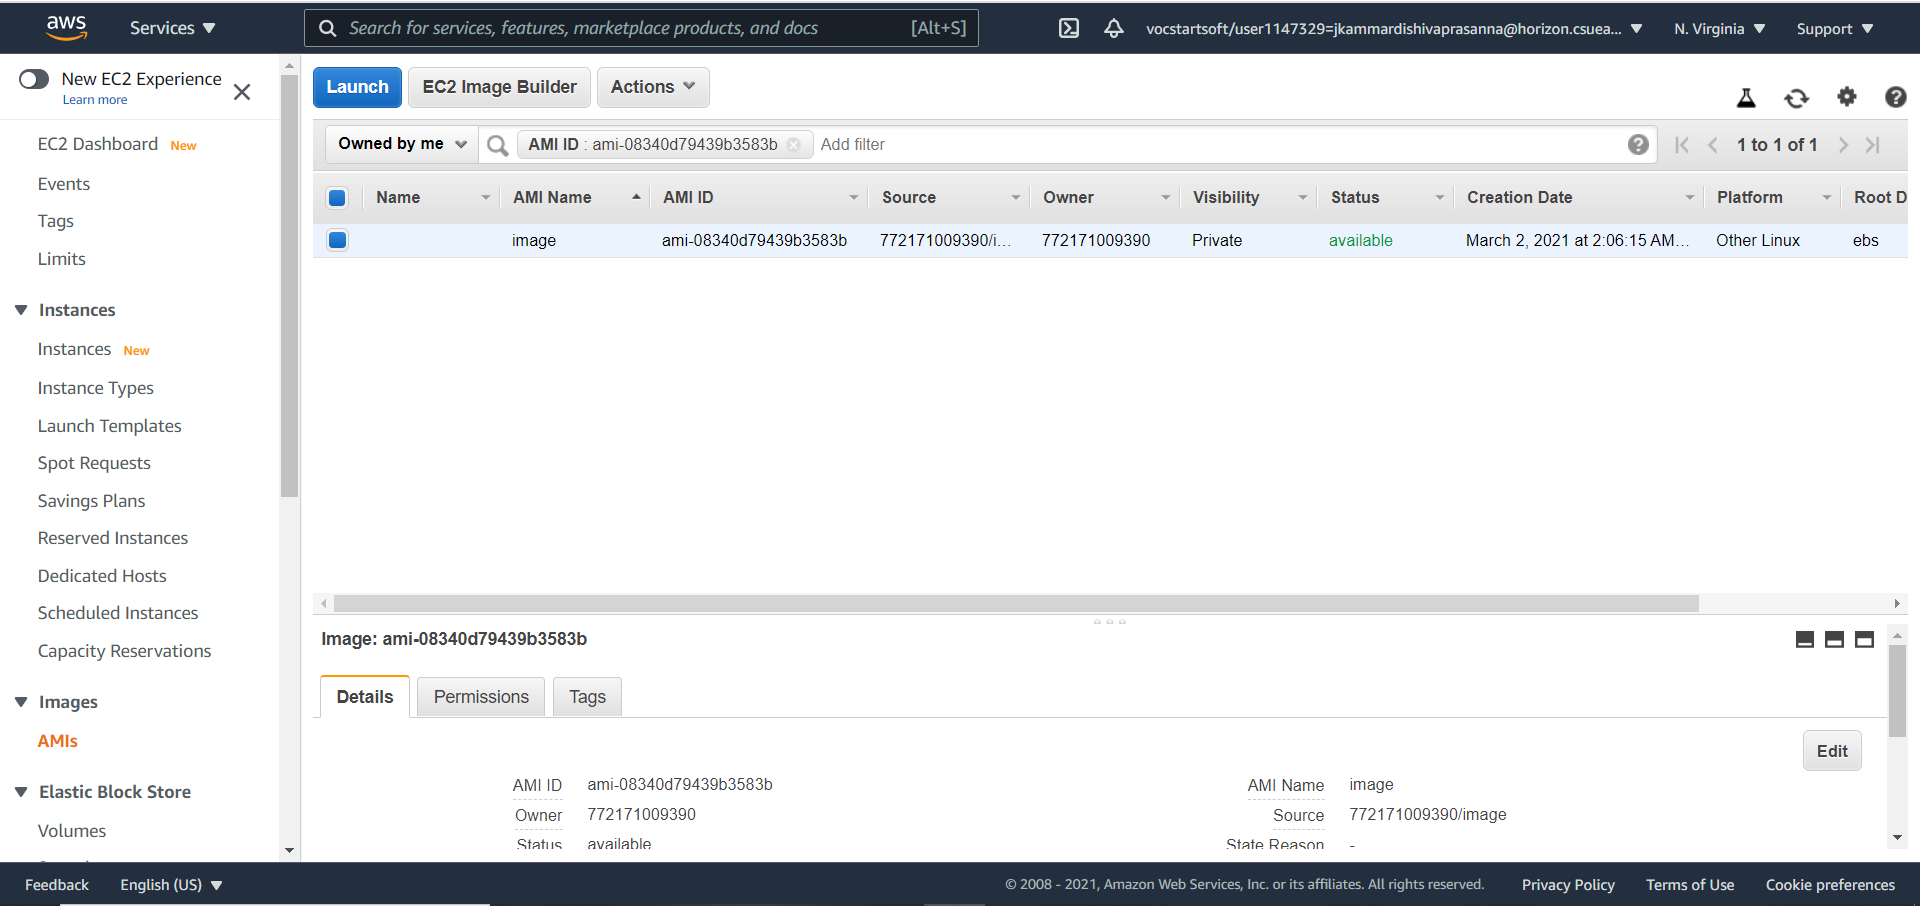 aws
Services
Search for services, features, marketplace products, and docs [Alt+S]
vocstartsoft/user1147329=jkammardishivaprasanna@horizon.csuea...
N. Virginia
Support
New EC2 Experience
Learn more
EC2 Dashboard New
Events
Tags
Limits
Instances
Instances New
Instance Types
Launch Templates
Spot Requests
Savings Plans
Reserved Instances
Dedicated Hosts
Scheduled Instances
Capacity Reservations
Images
AMIs
Elastic Block Store
Volumes
Launch EC2 Image Builder Actions
Owned by me AMI ID : ami-08340d79439b3583b Add filter 1 to 1 of 1
Name AMI Name AMI ID Source Owner Visibility Status Creation Date Platform Root D
image ami-08340d79439b3583b 772171009390/i... 772171009390 Private available March 2, 2021 at 2:06:15 AM... Other Linux ebs
Image: ami-08340d79439b3583b
Details Permissions Tags
Edit
AMI ID ami-08340d79439b3583b AMI Name image
Owner 772171009390 Source 772171009390/image
Status available State Reason -
Feedback English (US) © 2008 - 2021, Amazon Web Services, Inc. or its affiliates. All rights reserved. Privacy Policy Terms of Use Cookie preferences